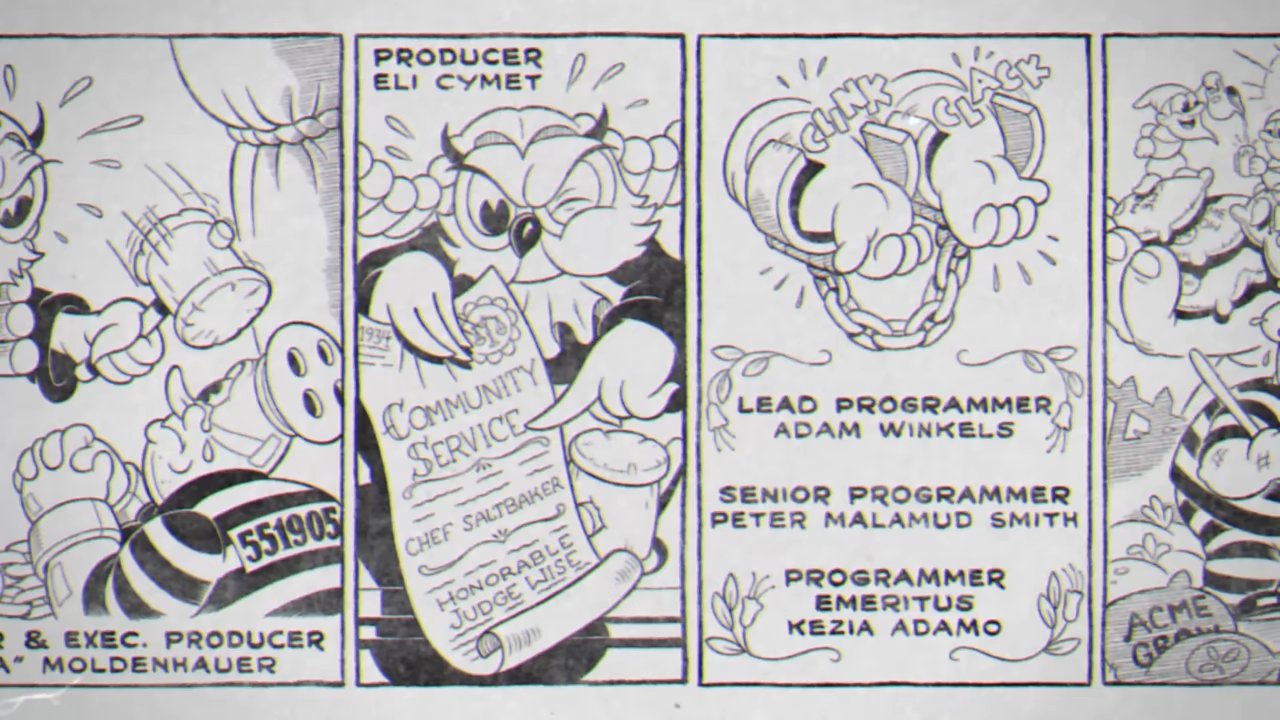 551905
R & EXEC. PRODUCER
A" MOLDENHAUER
PRODUCER
ELI CYMET
1934
COMMUNITY
SERVICE
CHEF SALTBAKER
HONORABLE
JUDGE WISE
CLINK
CLACK
LEAD PROGRAMMER
ADAM WINKELS
SENIOR PROGRAMMER
PETER MALAMUD SMITH
PROGRAMMER
EMERITUS
KEZIA ADAMO
ACME